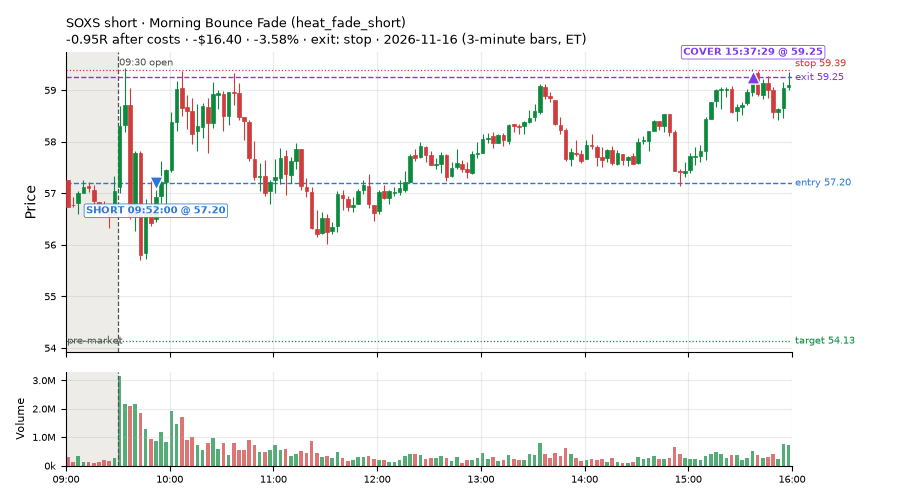 SOXS short · Morning Bounce Fade (heat_fade_short)
-0.95R after costs · -$16.40 · -3.58% · exit: stop · 2026-11-16 (3-minute bars, ET)
COVER 15:37:29 @ 59.25
09:30 open
stop 59.39
exit 59.25
59
58
entry 57.20
57
SHORT 09:52:00 @ 57.20
56
55
target 54.13
pre-market
54
Price
3.0M
2.0M
1.0M
0k
Volume
09:00 10:00 11:00 12:00 13:00 14:00 15:00 16:00